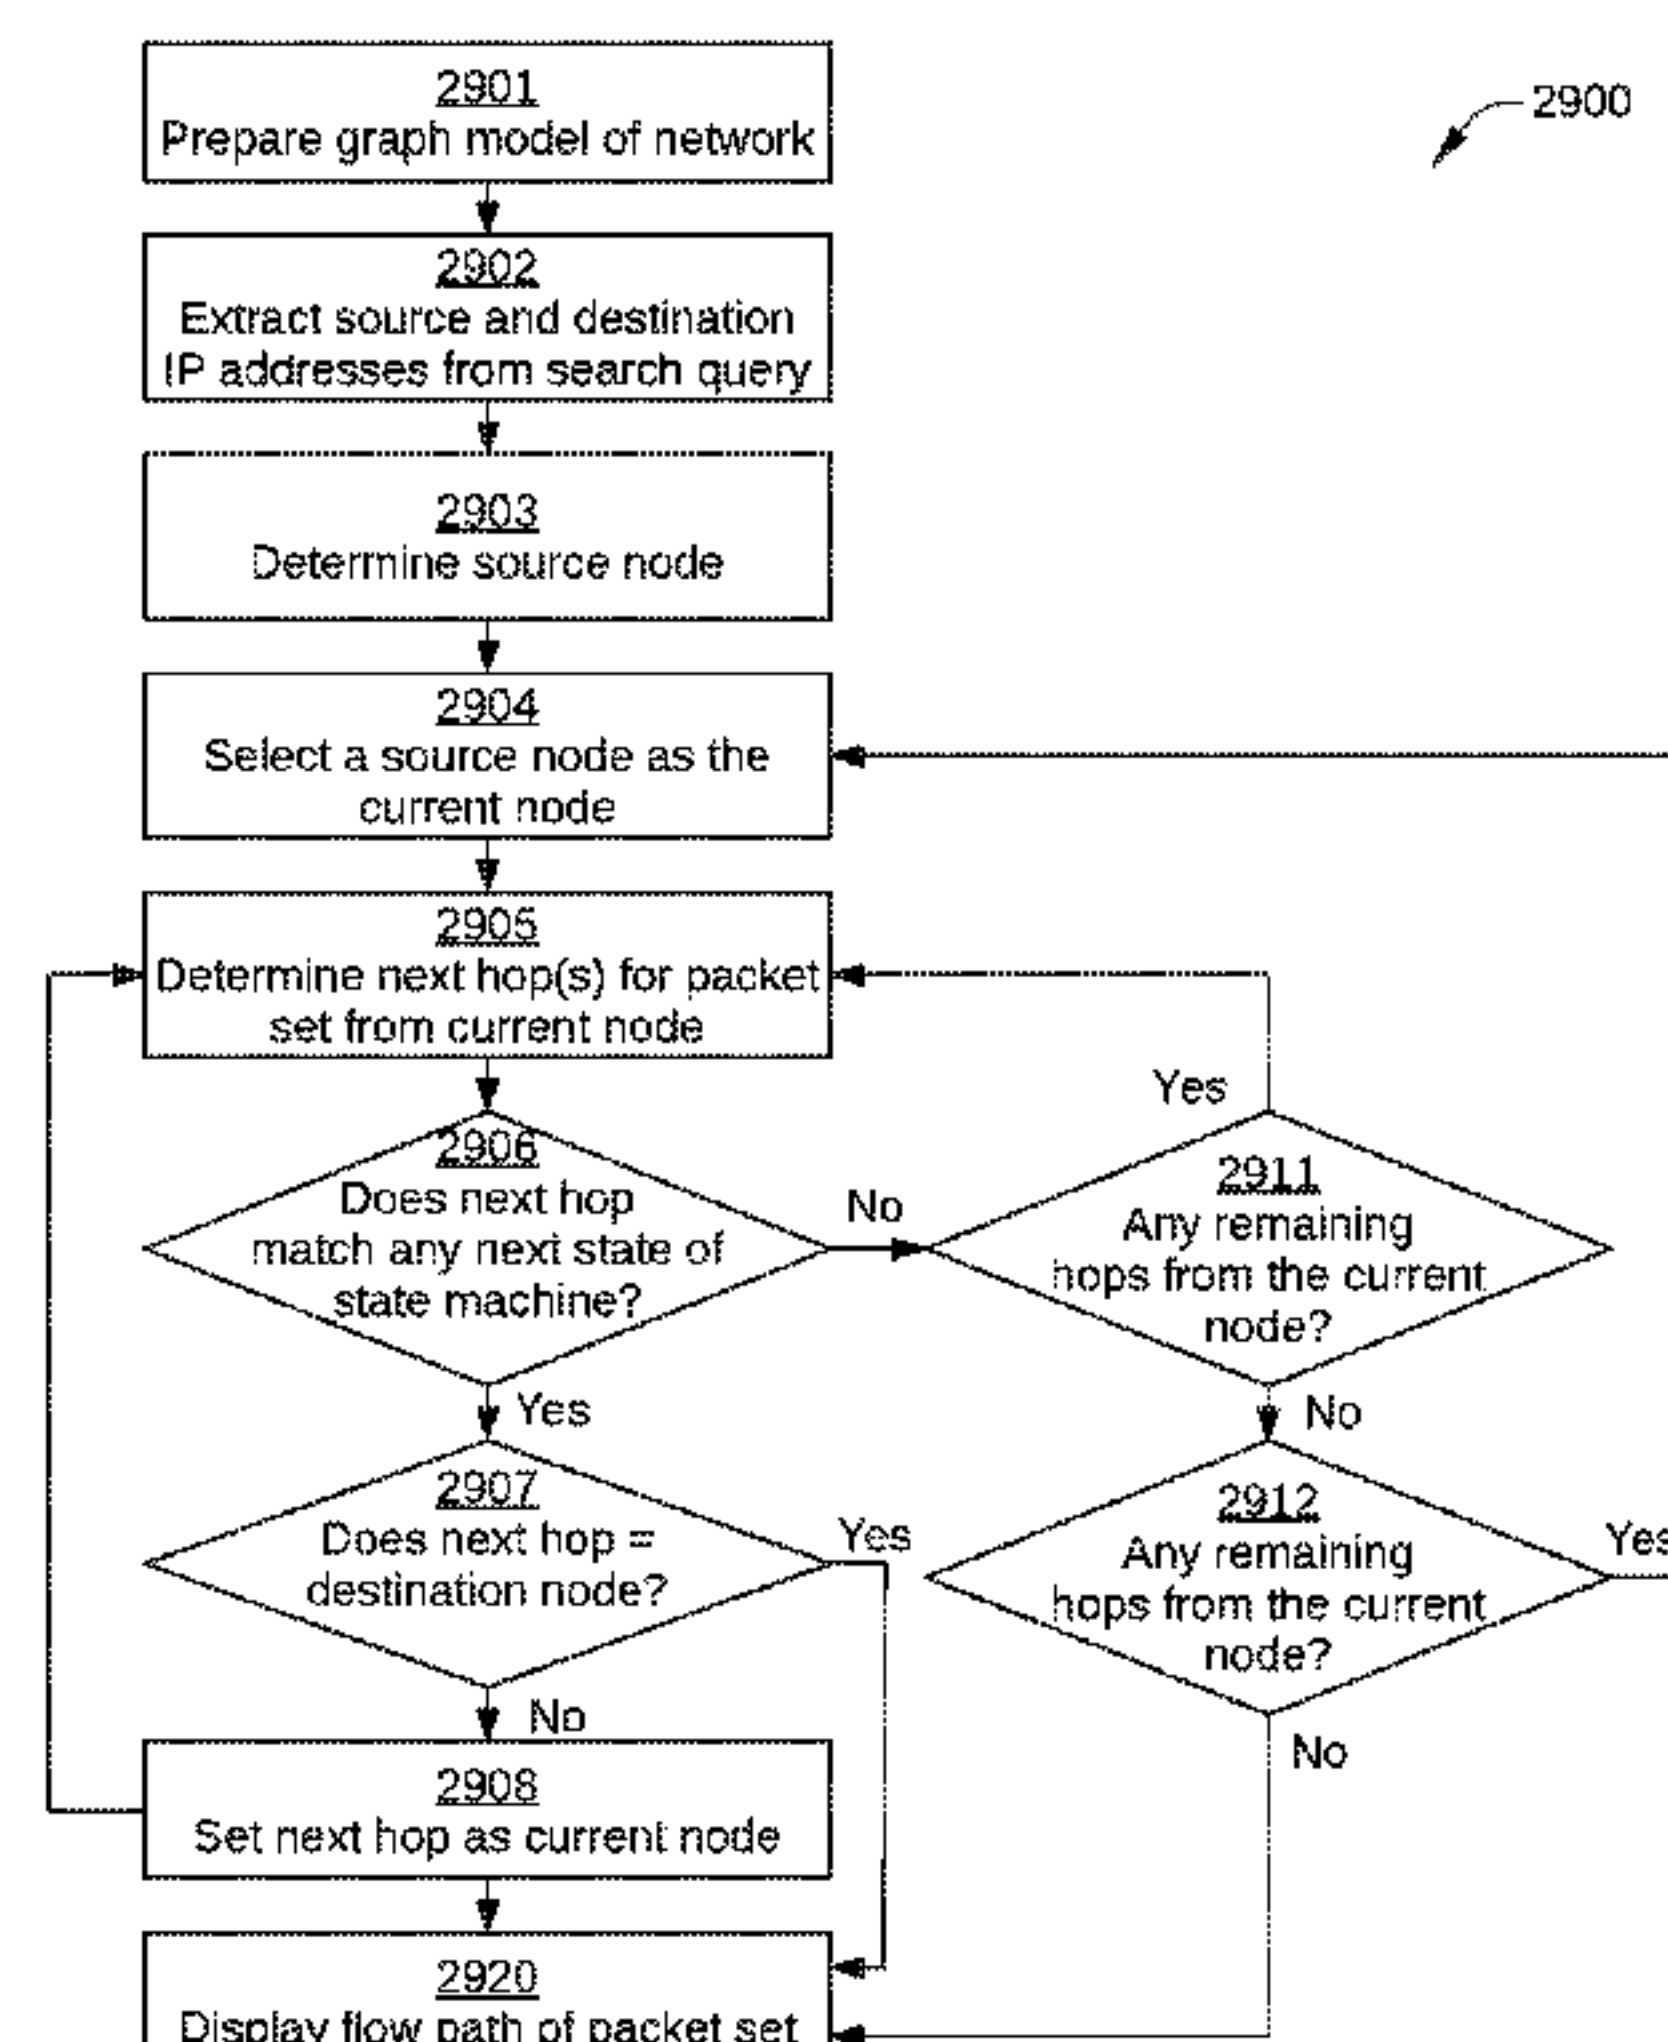 2900
2901
Prepare graph model of network
2902
Extract source and destination
IP addresses from search query
2903
Determine source node
2904
Select a source node as the
current node
2905
Determine next hop(s) for packet
set from current node
2906
Does next hop
match any next state of
state machine?
No
Yes
2911
Any remaining
hops from the current
node?
Yes
No
2907
Does next hop =
destination node?
Yes
No
2912
Any remaining
hops from the current
node?
Yes
No
2908
Set next hop as current node
2920
Display flow path of packet set